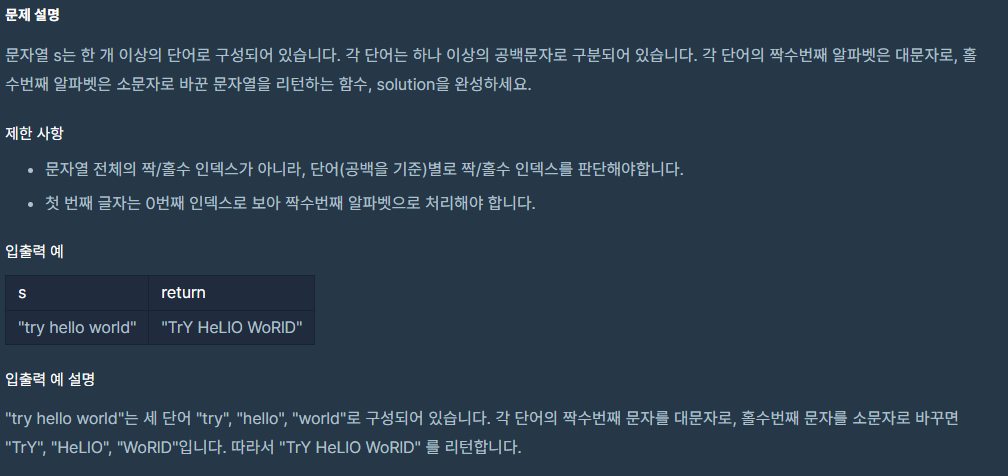 문제 설명
문자열 s는 한 개 이상의 단어로 구성되어 있습니다. 각 단어는 하나 이상의 공백문자로 구분되어 있습니다. 각 단어의 짝수번째 알파벳은 대문자로, 홀
수번째 알파벳은 소문자로 바꾼 문자열을 리턴하는 함수, solution을 완성하세요.
제한 사항
• 문자열 전체의 짝/홀수 인덱스가 아니라, 단어(공백을 기준)별로 짝/홀수 인덱스를 판단해야합니다.
• 첫 번째 글자는 0번째 인덱스로 보아 짝수번째 알파벳으로 처리해야 합니다.
입출력 예
s return
"try hello world" "TrY HeLlO WoRlD"
입출력 예 설명
"try hello world"는 세 단어 "try", "hello", "world"로 구성되어 있습니다. 각 단어의 짝수번째 문자를 대문자로, 홀수번째 문자를 소문자로 바꾸면
"TrY", "HeLlO", "WoRlD"입니다. 따라서 "TrY HeLlO WoRlD" 를 리턴합니다.